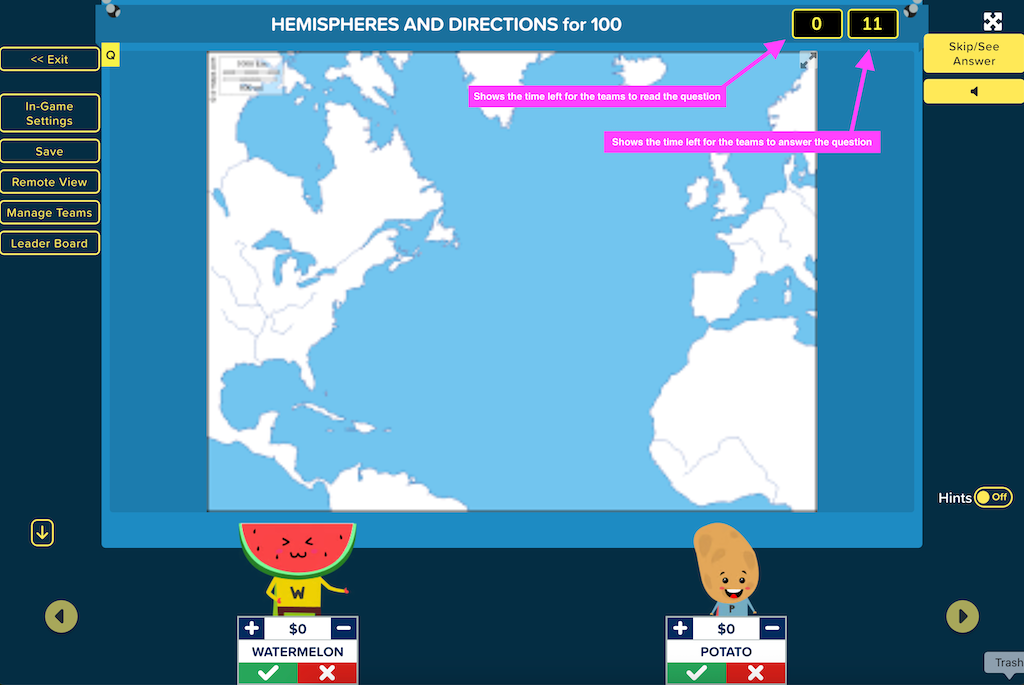 HEMISPHERES AND DIRECTIONS for 100
0
11
<< Exit
Q
Skip/See
Answer
In-Game
Settings
Save
Remote View
Manage Teams
Leader Board
Shows the time left for the teams to read the question
Shows the time left for the teams to answer the question
Hints
Off
W
P
+ $0 −
+ $0 −
WATERMELON
POTATO
Trash